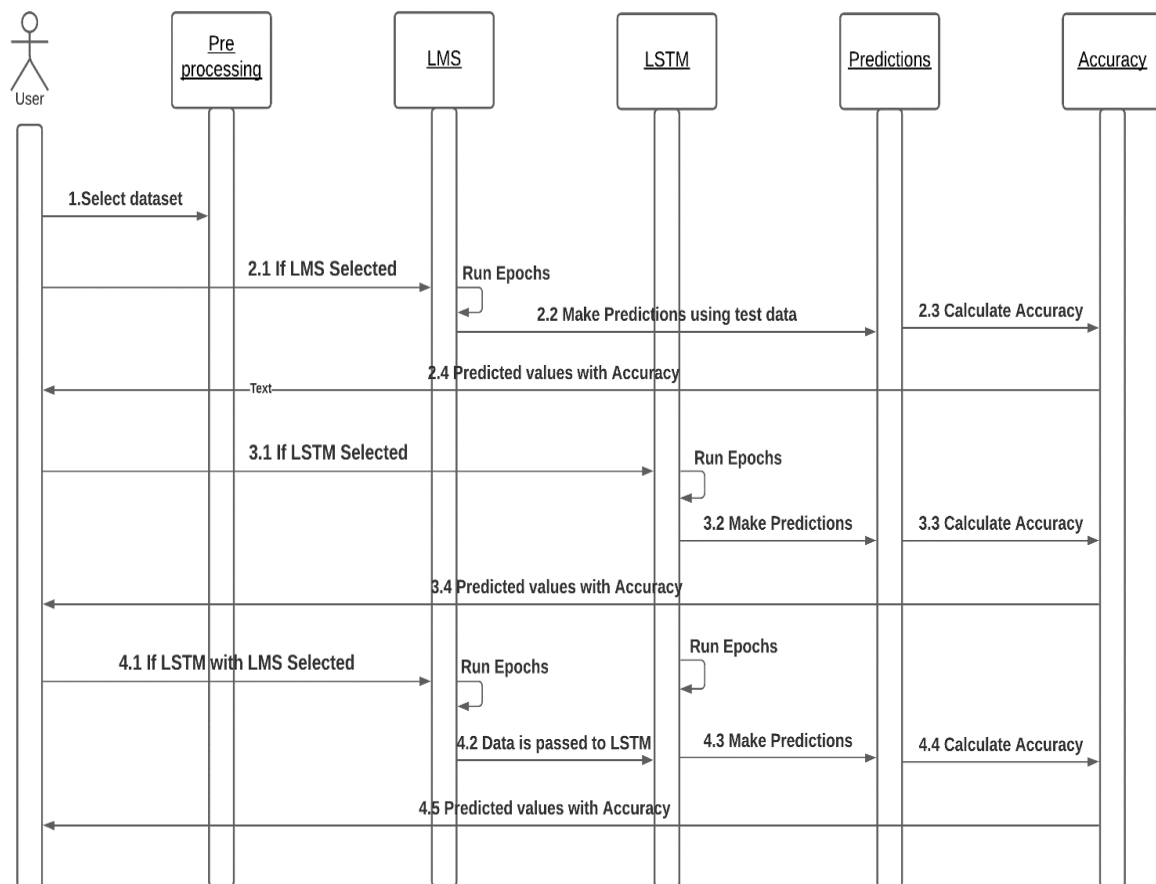 Pre
processing
LMS
LSTM
Predictions
Accuracy
User
1.Select dataset
2.1 If LMS Selected
Run Epochs
2.2 Make Predictions using test data
2.3 Calculate Accuracy
2.4 Predicted values with Accuracy
Text
3.1 If LSTM Selected
Run Epochs
3.2 Make Predictions
3.3 Calculate Accuracy
3.4 Predicted values with Accuracy
4.1 If LSTM with LMS Selected
Run Epochs
Run Epochs
4.2 Data is passed to LSTM
4.3 Make Predictions
4.4 Calculate Accuracy
4.5 Predicted values with Accuracy